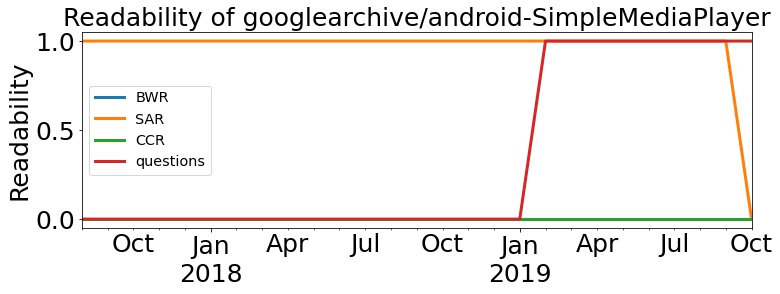 Readability of googlearchive/android-SimpleMediaPlayer
Readability
1.0
0.5
0.0
BWR
SAR
CCR
questions
Oct Jan Apr Jul Oct Jan Apr Jul Oct
2018 2019